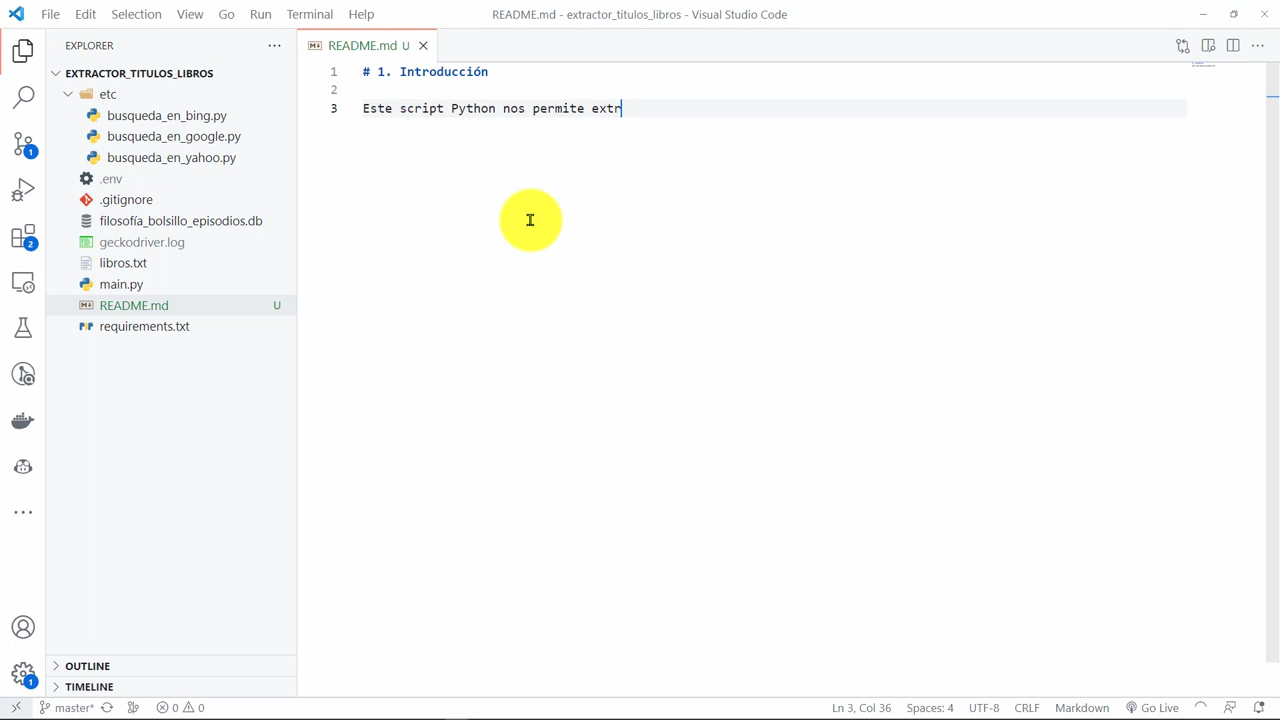 File Edit Selection View Go Run Terminal Help README.md - extractor_titulos_libros - Visual Studio Code
EXPLORER
README.md U
EXTRACTOR_TITULOS_LIBROS
etc
busqueda_en_bing.py
busqueda_en_google.py
busqueda_en_yahoo.py
.env
.gitignore
filosofía_bolsillo_episodios.db
geckodriver.log
libros.txt
main.py
README.md U
requirements.txt
1 # 1. Introducción
2
3 Este script Python nos permite extr
1
2
1
OUTLINE
TIMELINE
master* 0 0 Ln 3, Col 36 Spaces: 4 UTF-8 CRLF Markdown Go Live